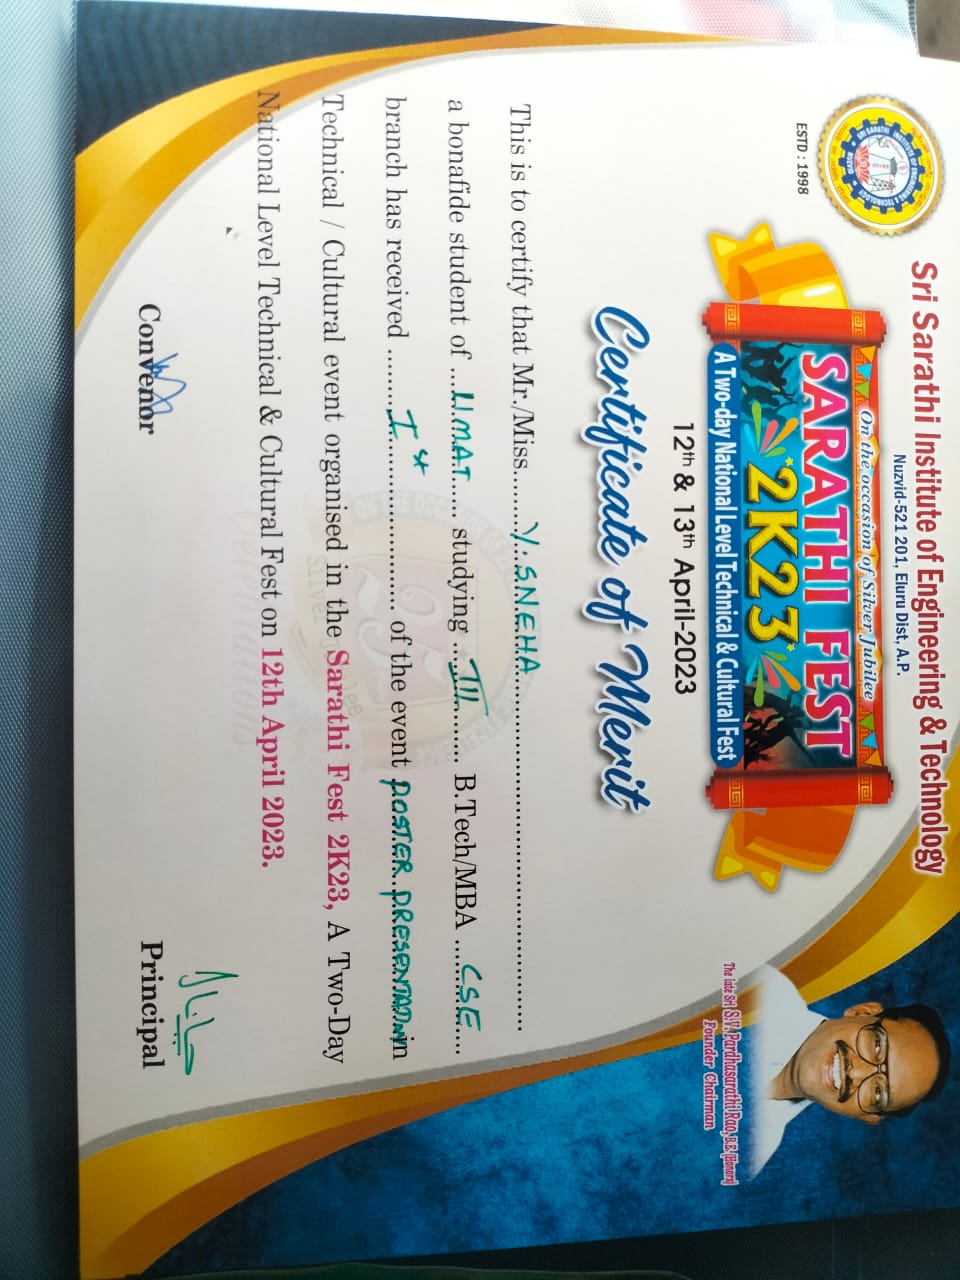 Sri Sarathi Institute of Engineering & Technology
Nuzvid-521 201, Eluru Dist, A.P.
ESTD : 1998
On the occasion of Silver Jubilee
SARATHI FEST
2K23
A Two-day National Level Technical & Cultural Fest
12th & 13th April-2023
The late Sri S.V. Pardhasarathi Rao, B.E. (Honors)
Founder Chairman
Certificate of Merit
This is to certify that Mr./Miss........Y. SNEHA................................................
a bonafide student of ...U.M.A.T...... studying ...III........ B.Tech/MBA ...CSE....
branch has received .........Ist...................... of the event POSTER PRESENTATION in
Technical / Cultural event organised in the Sarathi Fest 2K23, A Two-Day
National Level Technical & Cultural Fest on 12th April 2023.
25
Silver Jubilee
Celebrations
Convenor
Principal